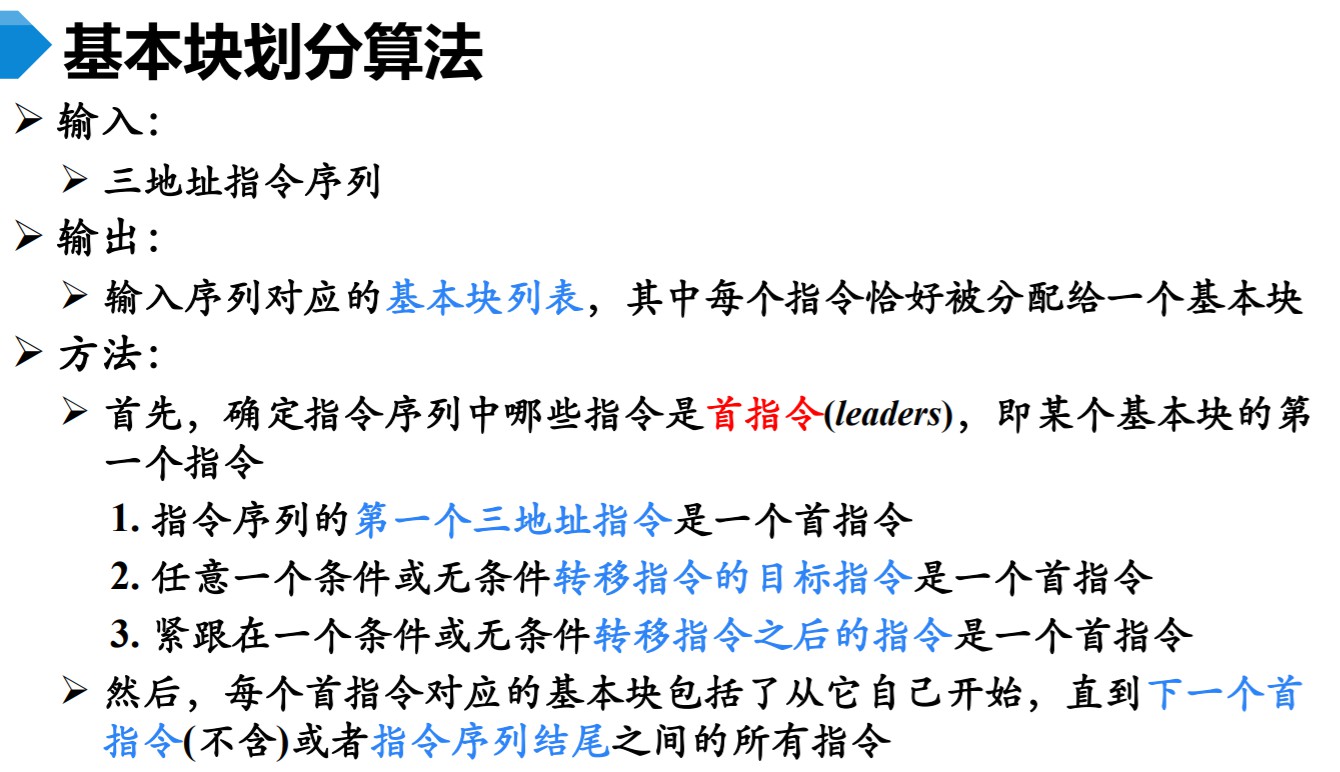 基本块划分算法
➢ 输入：
➢ 三地址指令序列
➢ 输出：
➢ 输入序列对应的基本块列表，其中每个指令恰好被分配给一个基本块
➢ 方法：
➢ 首先，确定指令序列中哪些指令是首指令(leaders)，即某个基本块的第
一个指令
1. 指令序列的第一个三地址指令是一个首指令
2. 任意一个条件或无条件转移指令的目标指令是一个首指令
3. 紧跟在一个条件或无条件转移指令之后的指令是一个首指令
➢ 然后，每个首指令对应的基本块包括了从它自己开始，直到下一个首
指令(不含)或者指令序列结尾之间的所有指令